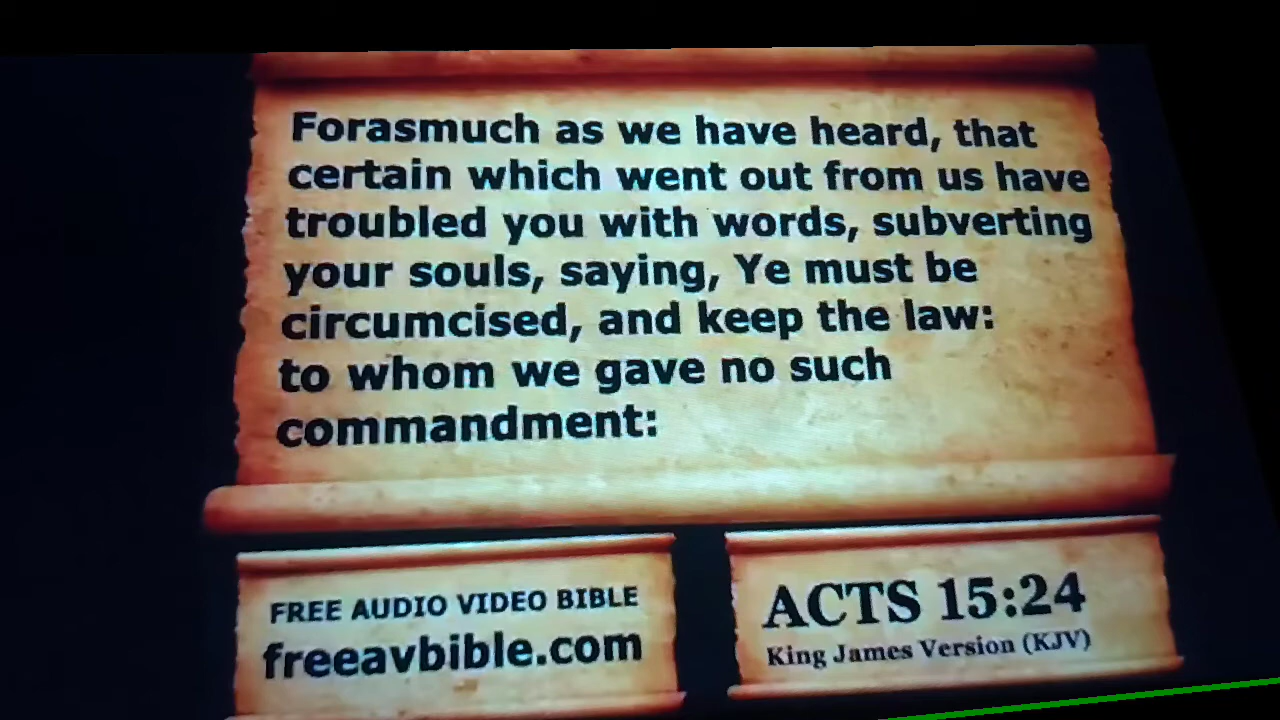 Forasmuch as we have heard, that
certain which went out from us have
troubled you with words, subverting
your souls, saying, Ye must be
circumcised, and keep the law:
to whom we gave no such
commandment:
FREE AUDIO VIDEO BIBLE
freeavbible.com
ACTS 15:24
King James Version (KJV)